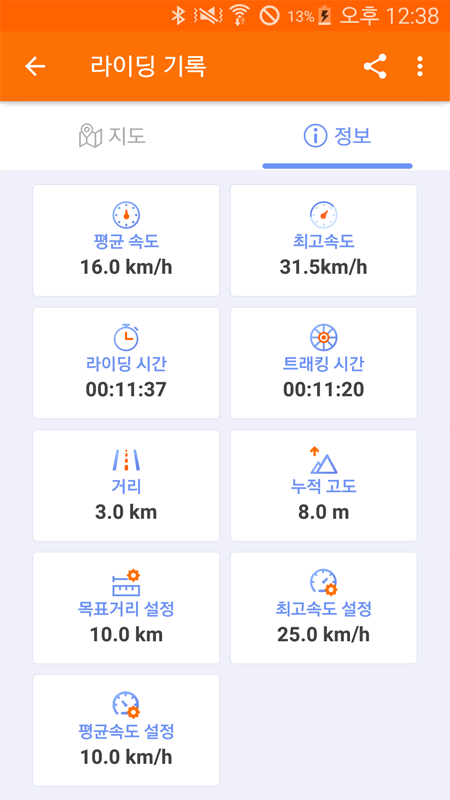 13% 오후 12:38
라이딩 기록
지도 정보
평균 속도 최고속도
16.0 km/h 31.5km/h
라이딩 시간 트래킹 시간
00:11:37 00:11:20
거리 누적 고도
3.0 km 8.0 m
목표거리 설정 최고속도 설정
10.0 km 25.0 km/h
평균속도 설정
10.0 km/h